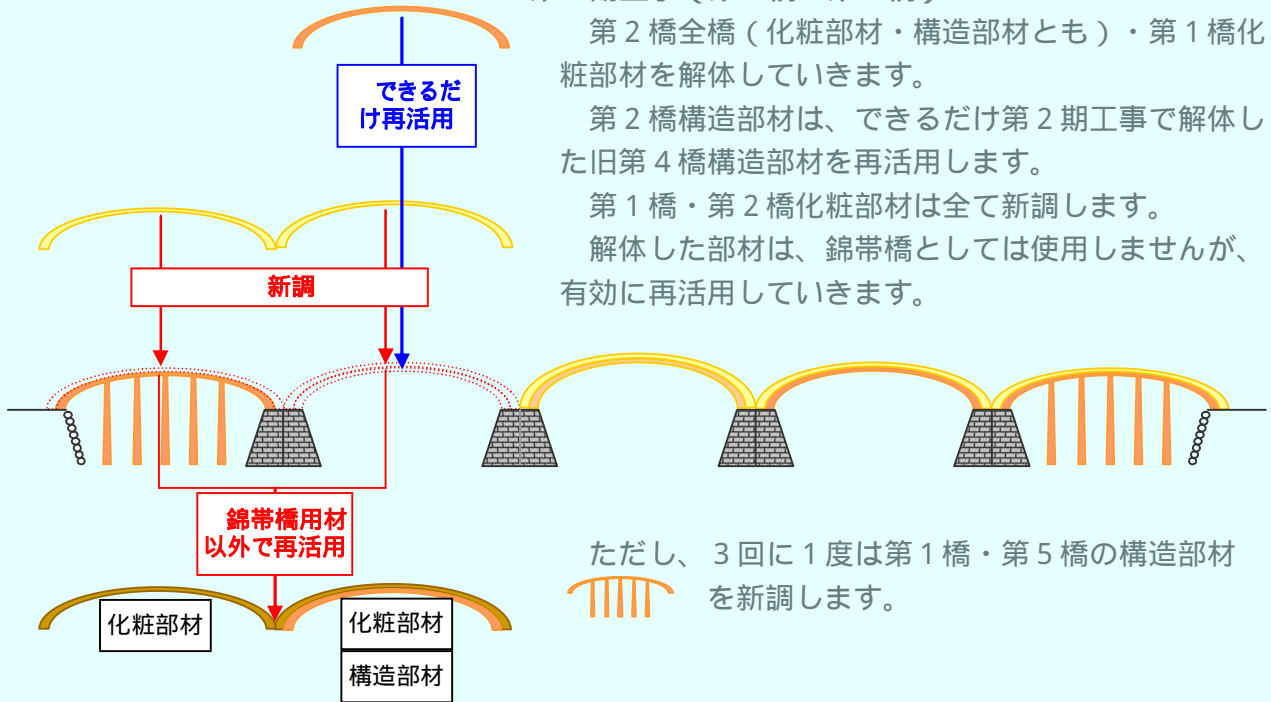 第２橋全橋（化粧部材・構造部材とも）・第１橋化
粧部材を解体していきます。
第２橋構造部材は、できるだけ第２期工事で解体し
た旧第４橋構造部材を再活用します。
第１橋・第２橋化粧部材は全て新調します。
解体した部材は、錦帯橋としては使用しませんが、
有効に再活用していきます。
できるだ
け再活用
新調
錦帯橋用材
以外で再活用
化粧部材
化粧部材
構造部材
ただし、３回に１度は第１橋・第５橋の構造部材
を新調します。